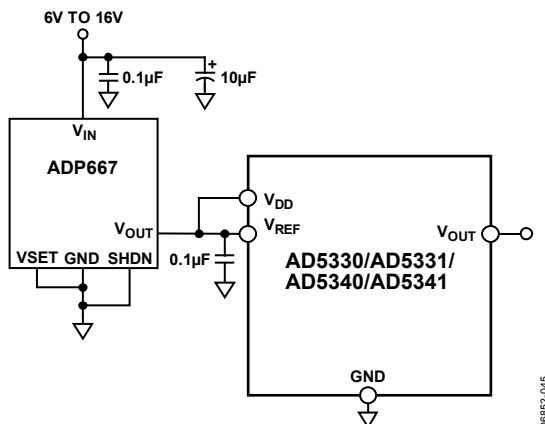 6V TO 16V
0.1µF
10µF
+
VIN
ADP667
VOUT
VSET GND SHDN
0.1µF
VDD
VREF
VOUT
AD5330/AD5331/
AD5340/AD5341
GND
06852-045